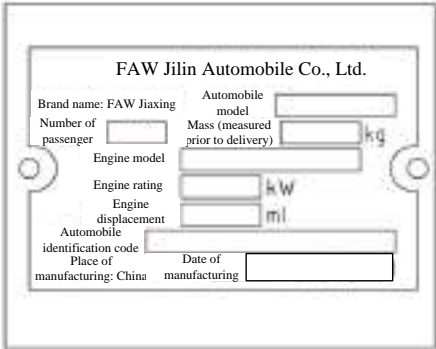 FAW Jilin Automobile Co., Ltd.
Brand name: FAW Jiaxing
Automobile
model
Number of
passenger
Mass (measured
prior to delivery)
kg
Engine model
Engine rating
kW
Engine
displacement
ml
Automobile
identification code
Place of
manufacturing: China
Date of
manufacturing